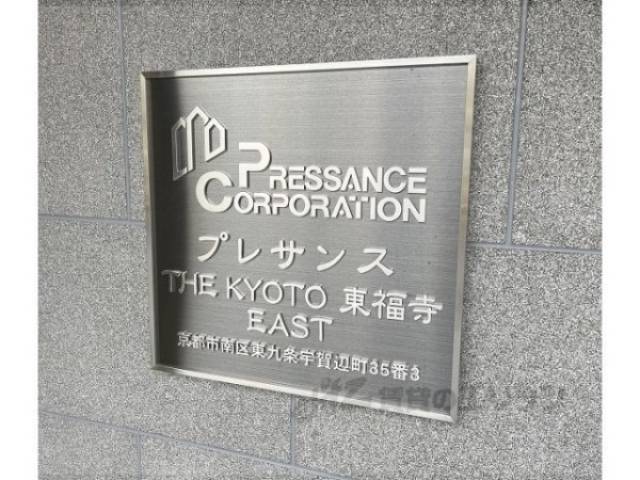 PRESSANCE
CORPORATION
プレサンス
THE KYOTO 東福寺
EAST
京都市南区東九条宇賀辺町35番3